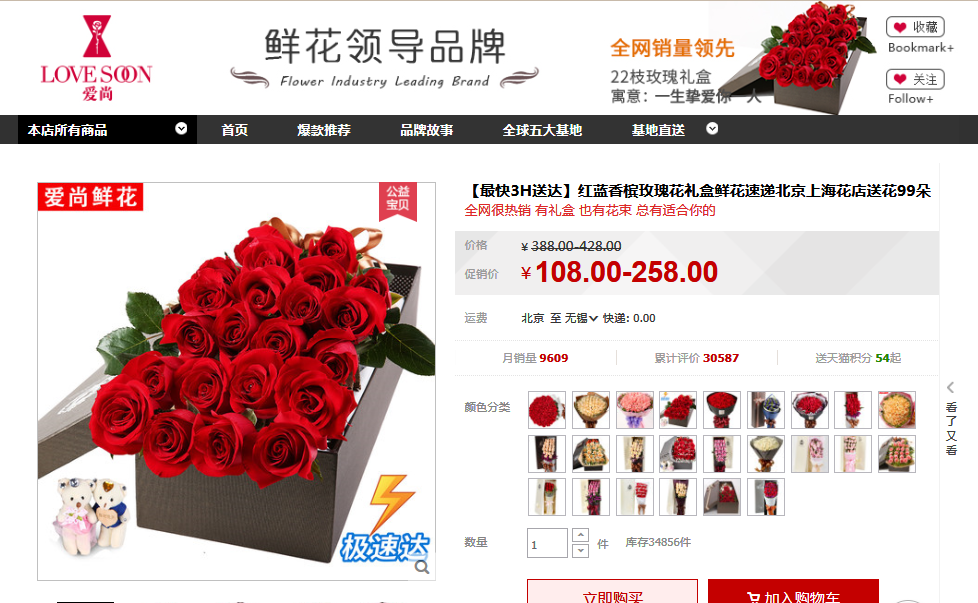 LOVE SOON
爱尚
鲜花领导品牌
Flower Industry Leading Brand
全网销量领先
22枝玫瑰礼盒
寓意：一生挚爱你一人
收藏
Bookmark+
关注
Follow+
本店所有商品 首页 爆款推荐 品牌故事 全球五大基地 基地直送
爱尚鲜花
公益
宝贝
极速达
【最快3H送达】红蓝香槟玫瑰花礼盒鲜花速递北京上海花店送花99朵
全网很热销 有礼盒 也有花束 总有适合你的
价格 ¥ 388.00-428.00
促销价 ¥ 108.00-258.00
运费 北京 至 无锡 快递: 0.00
月销量 9609 累计评价 30587 送天猫积分 54起
颜色分类
数量 1 件 库存34856件
立即购买 加入购物车
看了又看